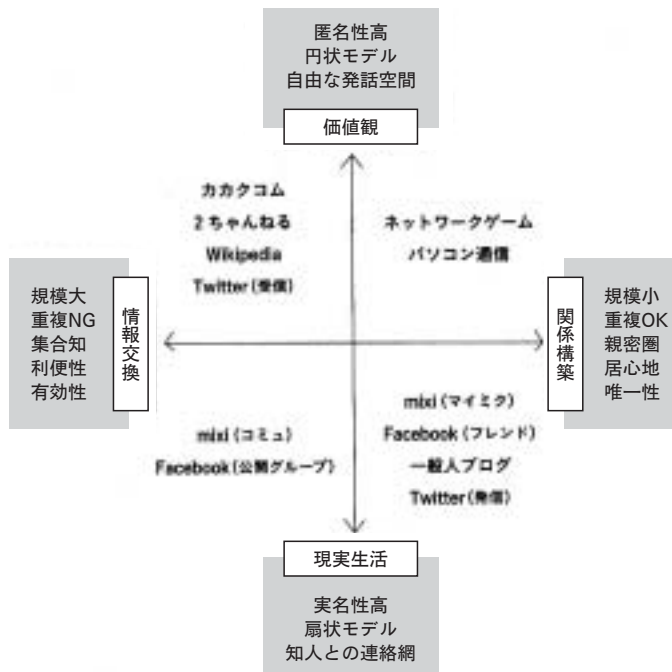 匿名性高
円状モデル
自由な発話空間
価値観
カカクコム
2ちゃんねる
Wikipedia
Twitter(受信)
ネットワークゲーム
パソコン通信
規模大
重複NG
集合知
利便性
有効性
情報交換
関係構築
規模小
重複OK
親密圏
居心地
唯一性
mixi(コミュ)
Facebook(公開グループ)
mixi(マイミク)
Facebook(フレンド)
一般人ブログ
Twitter(発信)
現実生活
実名性高
扇状モデル
知人との連絡網